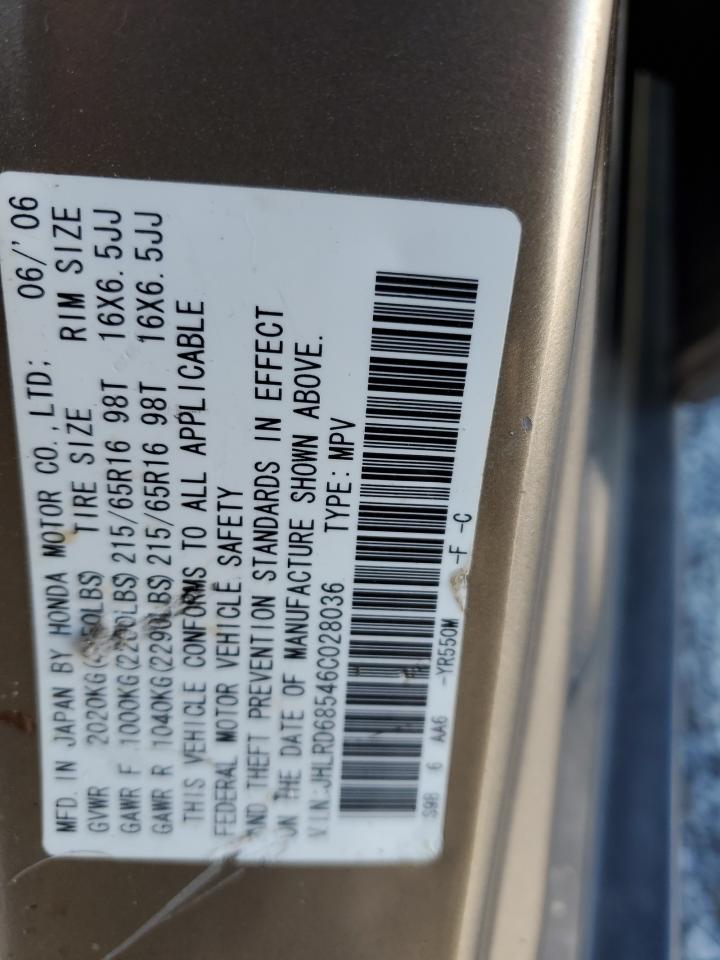 MFD. IN JAPAN BY HONDA MOTOR CO., LTD; 06/' 06
GVWR 2020KG TIRE SIZE RIM SIZE
GAWR F 1000KG(2200LBS) 215/65R16 98T 16X6. 5JJ
GAWR R 1040KG(2290LBS) 215/65R16 98T 16X6. 5JJ
THIS VEHICLE CONFORMS TO ALL APPLICABLE
FEDERAL MOTOR VEHICLE SAFETY
AND THEFT PREVENTION STANDARDS IN EFFECT
ON THE DATE OF MANUFACTURE SHOWN ABOVE.
VIN:JHLRD68546C028036 TYPE: MPV
S9B 6 AA6 -YR550M -F -C